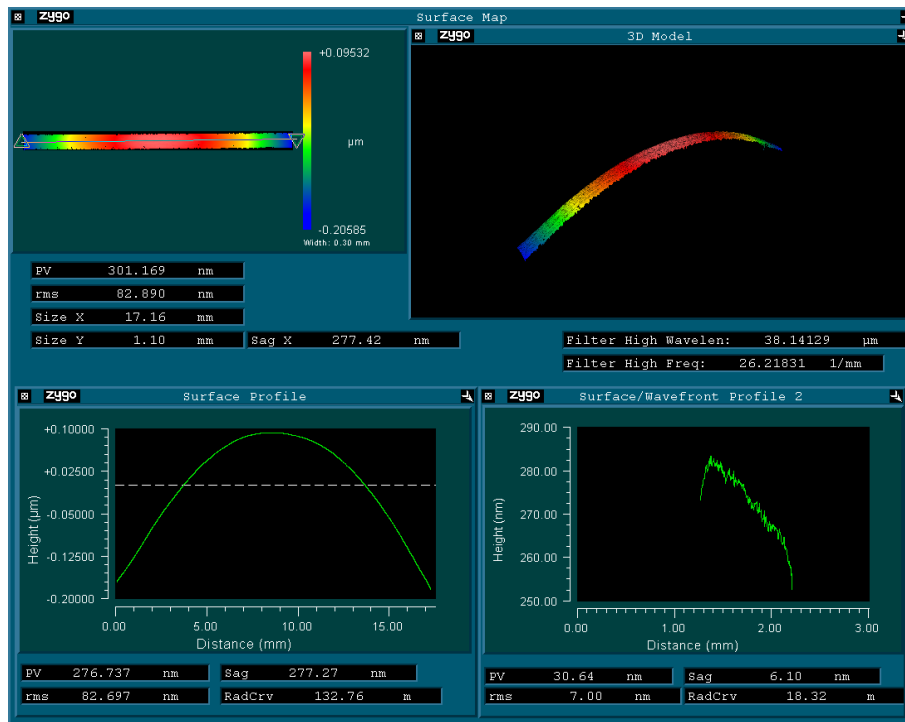 zygo Surface Map
zygo 3D Model
+0.09532
µm
-0.20585
Width: 0.30 mm
PV 301.169 nm
rms 82.890 nm
Size X 17.16 mm
Size Y 1.10 mm
Sag X 277.42 nm
Filter High Wavelen: 38.14129 µm
Filter High Freq: 26.21831 1/mm
zygo Surface Profile
+0.10000
+0.02500
-0.05000
-0.12500
-0.20000
Height (µm)
0.00 5.00 10.00 15.00
Distance (mm)
PV 276.737 nm
Sag 277.27 nm
rms 82.697 nm
RadCrv 132.76 m
zygo Surface/Wavefront Profile 2
290.00
280.00
270.00
260.00
250.00
Height (nm)
0.00 1.00 2.00 3.00
Distance (mm)
PV 30.64 nm
Sag 6.10 nm
rms 7.00 nm
RadCrv 18.32 m